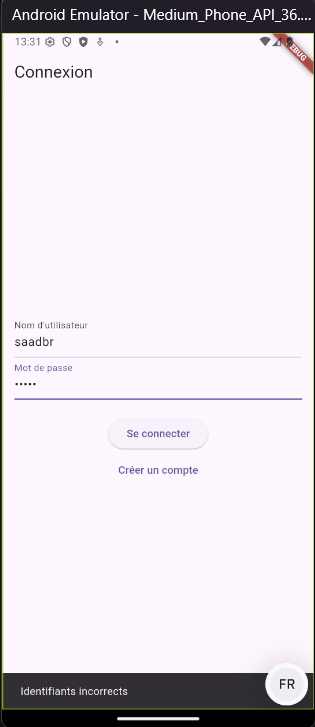 Android Emulator - Medium_Phone_API_36....
13:31
Connexion
Nom d'utilisateur
saadbr
Mot de passe
•••••
Se connecter
Créer un compte
Identifiants incorrects
FR